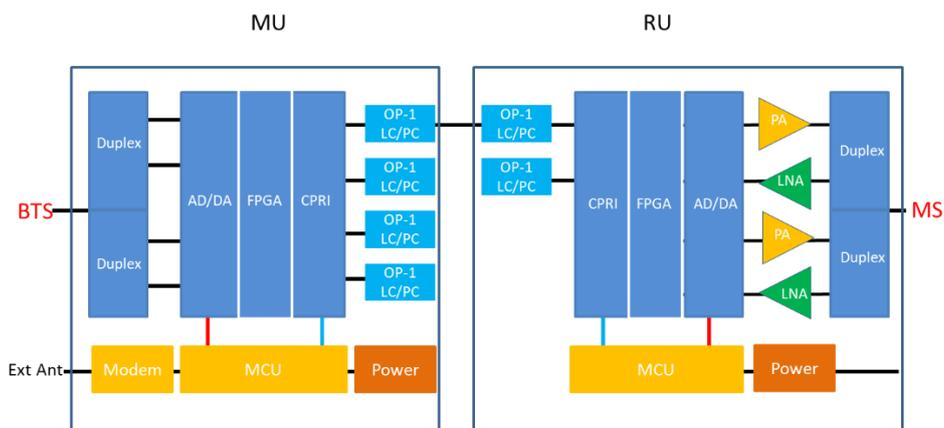 MU
RU
OP-1
LC/PC
OP-1
LC/PC
PA
Duplex
Duplex
OP-1
LC/PC
OP-1
LC/PC
LNA
AD/DA
FPGA
CPRI
CPRI
FPGA
AD/DA
BTS
MS
OP-1
LC/PC
PA
Duplex
Duplex
OP-1
LC/PC
LNA
Ext Ant
Modem
MCU
Power
MCU
Power